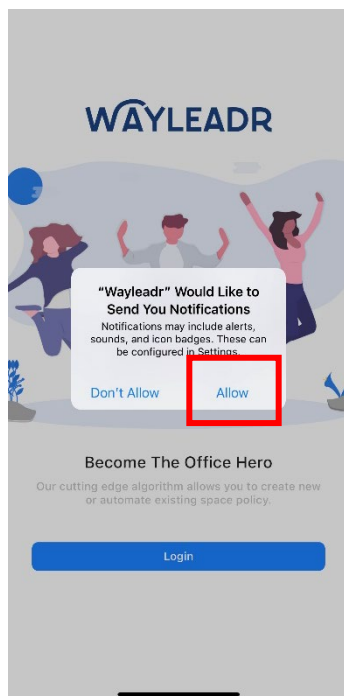 WAYLEADR
“Wayleadr” Would Like to
Send You Notifications
Notifications may include alerts,
sounds, and icon badges. These can
be configured in Settings.
Don’t Allow
Allow
Become The Office Hero
Our cutting edge algorithm allows you to create new
or automate existing space policy.
Login